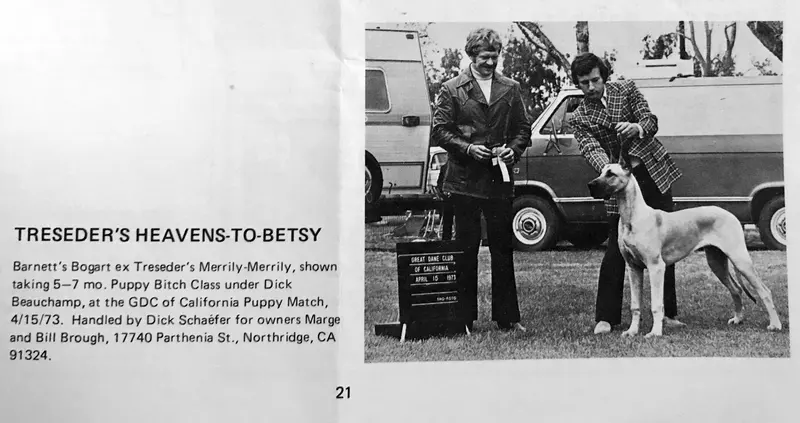 TRESEDER'S HEAVENS-TO-BETSY
Barnett's Bogart ex Treseder's Merrily-Merrily, shown
taking 5–7 mo. Puppy Bitch Class under Dick
Beauchamp, at the GDC of California Puppy Match,
4/15/73. Handled by Dick Schaefer for owners Marge
and Bill Brough, 17740 Parthenia St., Northridge, CA
91324.
GREAT DANE CLUB
OF CALIFORNIA
APRIL 15 1973
21